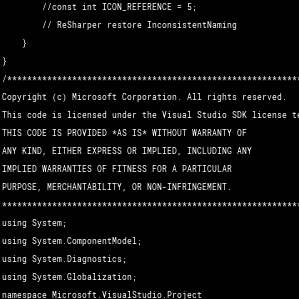 //const int ICON_REFERENCE = 5;
// ReSharper restore InconsistentNaming
}
}
/***********************************************************
Copyright (c) Microsoft Corporation. All rights reserved.
This code is licensed under the Visual Studio SDK license te
THIS CODE IS PROVIDED *AS IS* WITHOUT WARRANTY OF
ANY KIND, EITHER EXPRESS OR IMPLIED, INCLUDING ANY
IMPLIED WARRANTIES OF FITNESS FOR A PARTICULAR
PURPOSE, MERCHANTABILITY, OR NON-INFRINGEMENT.
************************************************************
using System;
using System.ComponentModel;
using System.Diagnostics;
using System.Globalization;
namespace Microsoft.VisualStudio.Project